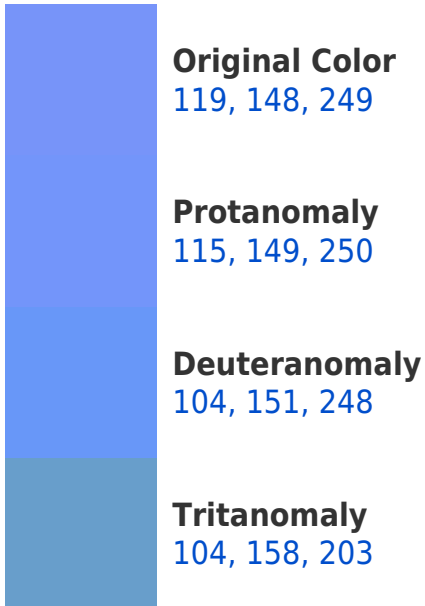 Original Color
119, 148, 249
Protanomaly
115, 149, 250
Deuteranomaly
104, 151, 248
Tritanomaly
104, 158, 203